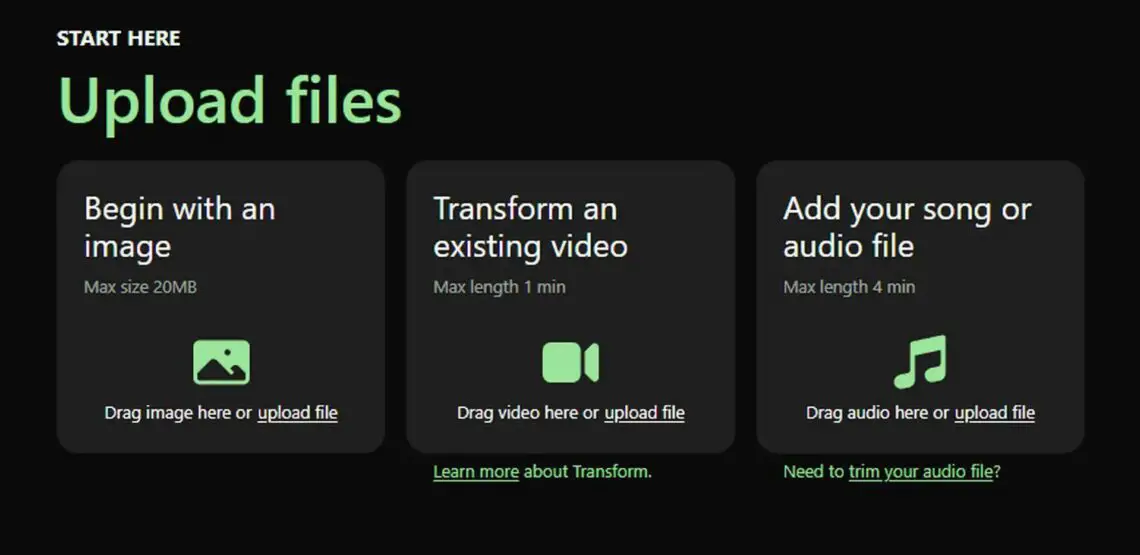 START HERE
Upload files
Begin with an
image
Max size 20MB
Drag image here or upload file
Transform an
existing video
Max length 1 min
Drag video here or upload file
Learn more about Transform.
Add your song or
audio file
Max length 4 min
Drag audio here or upload file
Need to trim your audio file?